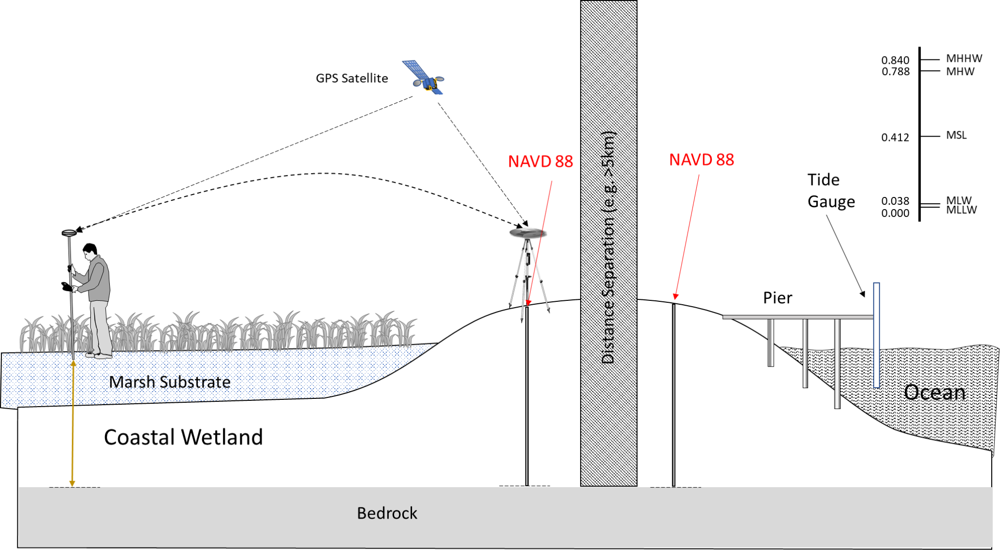 GPS Satellite
NAVD 88
Distance Separation (e.g. >5km)
NAVD 88
Tide
Gauge
Pier
0.840 MHHW
0.788 MHW
0.412 MSL
0.038 MLW
0.000 MLLW
Marsh Substrate
Ocean
Coastal Wetland
Bedrock